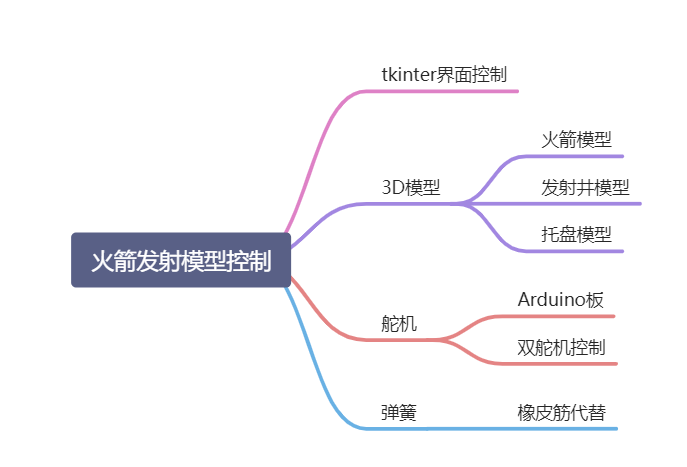 火箭发射模型控制
tkinter界面控制
3D模型
火箭模型
发射井模型
托盘模型
舵机
Arduino板
双舵机控制
弹簧
橡皮筋代替